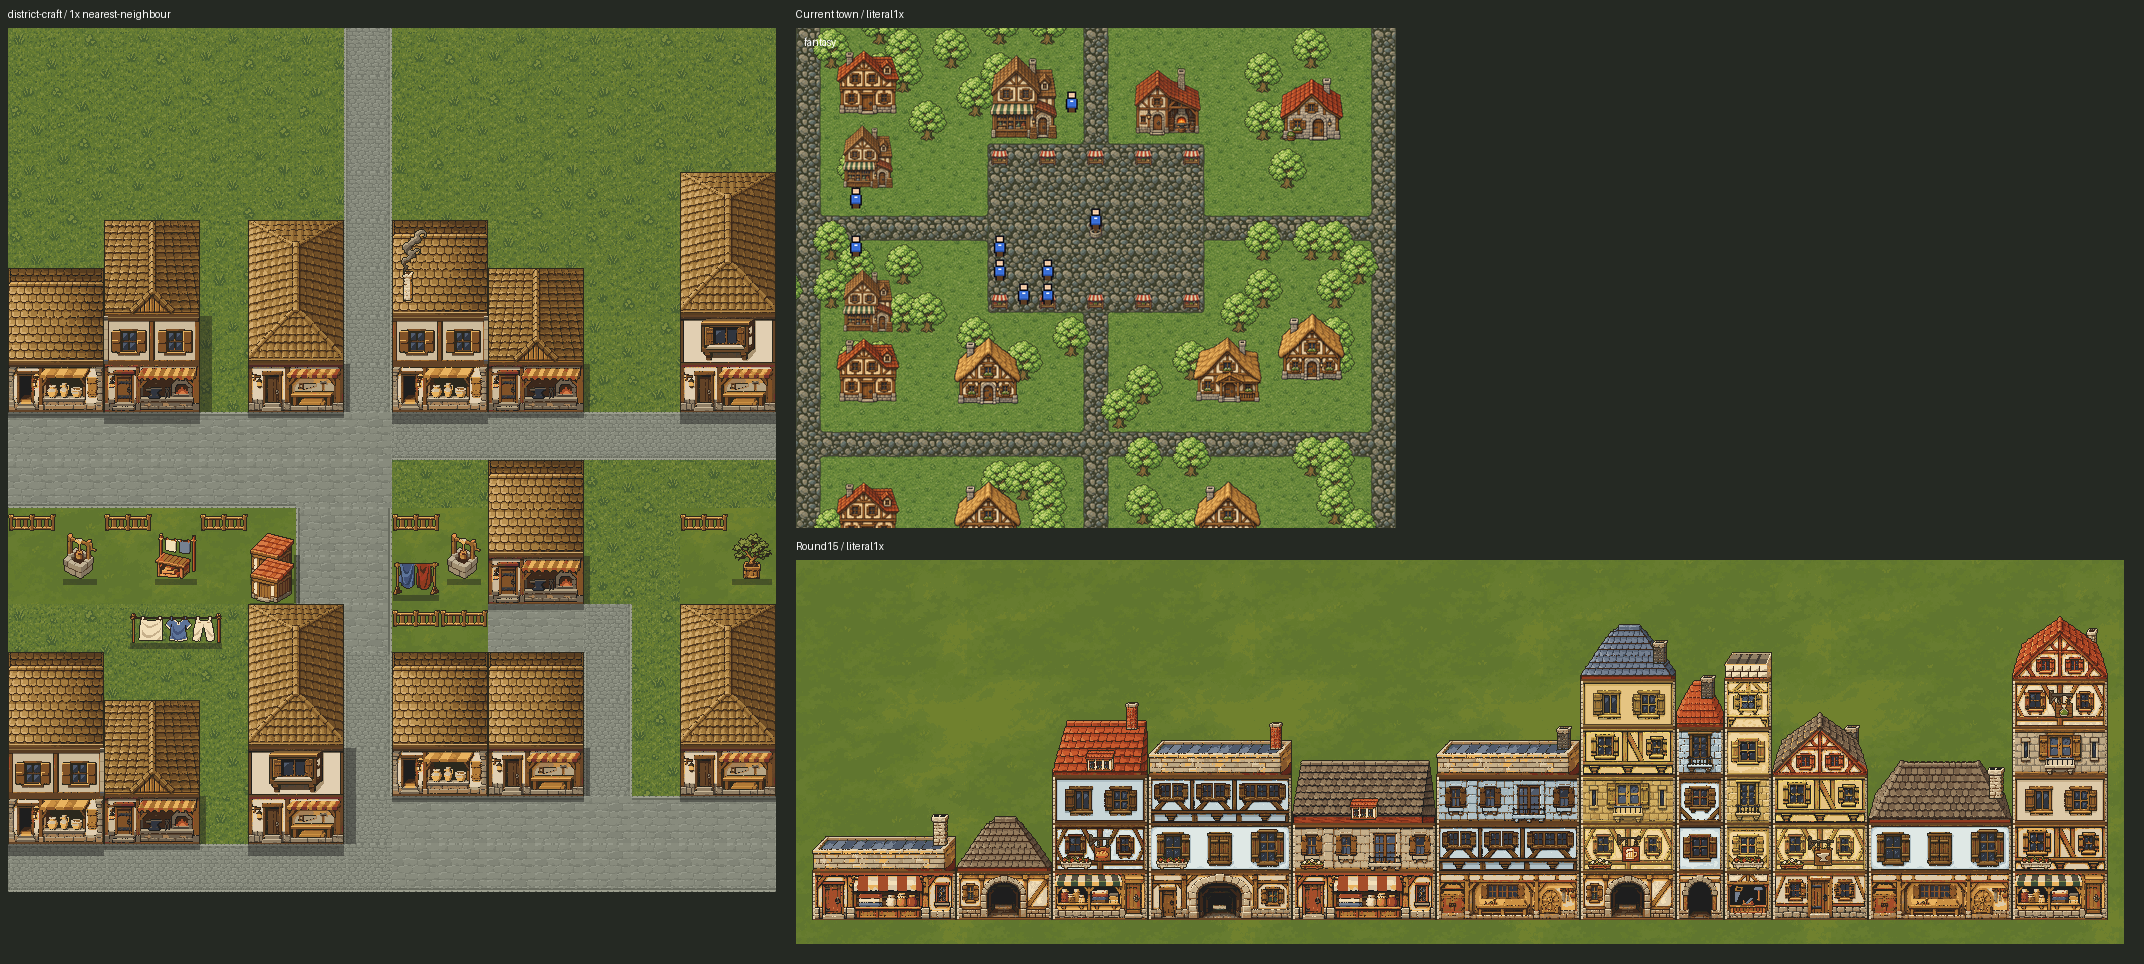 district-craft / 1x nearest-neighbour
Current town / literal1x
fantasy
Round15 / literal1x